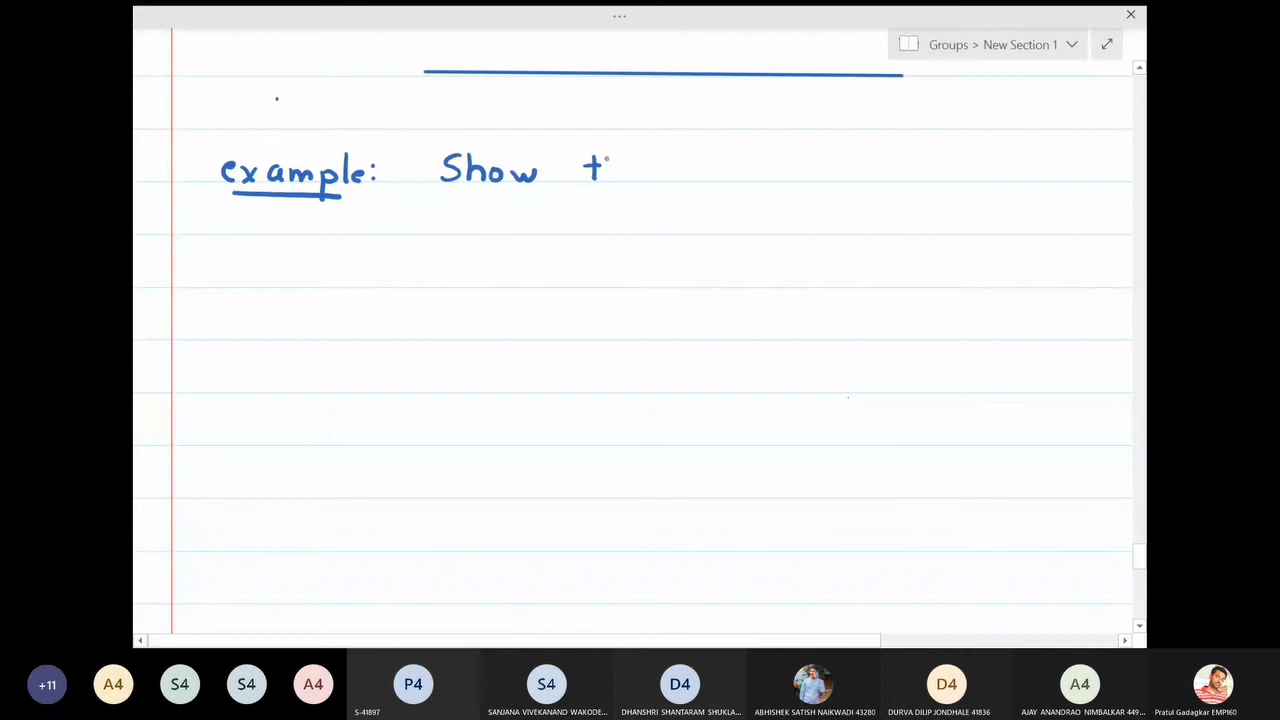 ...
Groups > New Section 1
example: Show t
+11
A4
S4
S4
A4
P4
S4
D4
D4
A4
S-41897
SANJANA VIVEKANAND WAKODE...
DHANSHRI SHANTARAM SHUKLA...
ABHISHEK SATISH NAIKWADI 43280
DURVA DILIP JONDHALE 41836
AJAY ANANDRAO NIMBALKAR 449...
Pratul Gadagkar EMP160